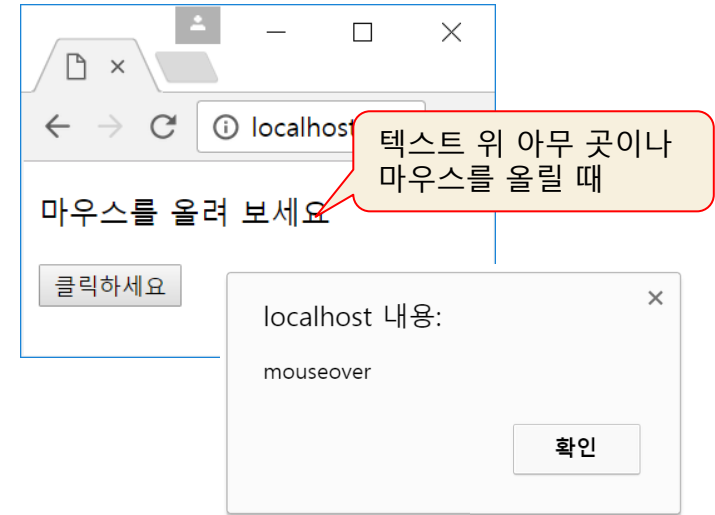 localhost
텍스트 위 아무 곳이나
마우스를 올릴 때
마우스를 올려 보세요
클릭하세요
localhost 내용:
mouseover
확인